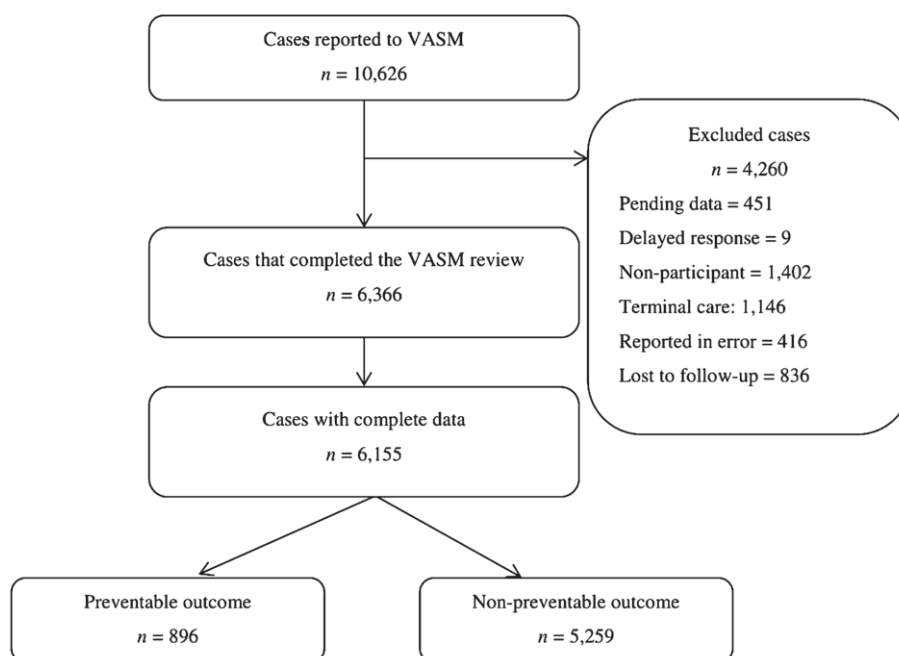 Cases reported to VASM
n = 10,626
Excluded cases
n = 4,260
Pending data = 451
Delayed response = 9
Non-participant = 1,402
Terminal care: 1,146
Reported in error = 416
Lost to follow-up = 836
Cases that completed the VASM review
n = 6,366
Cases with complete data
n = 6,155
Preventable outcome
n = 896
Non-preventable outcome
n = 5,259